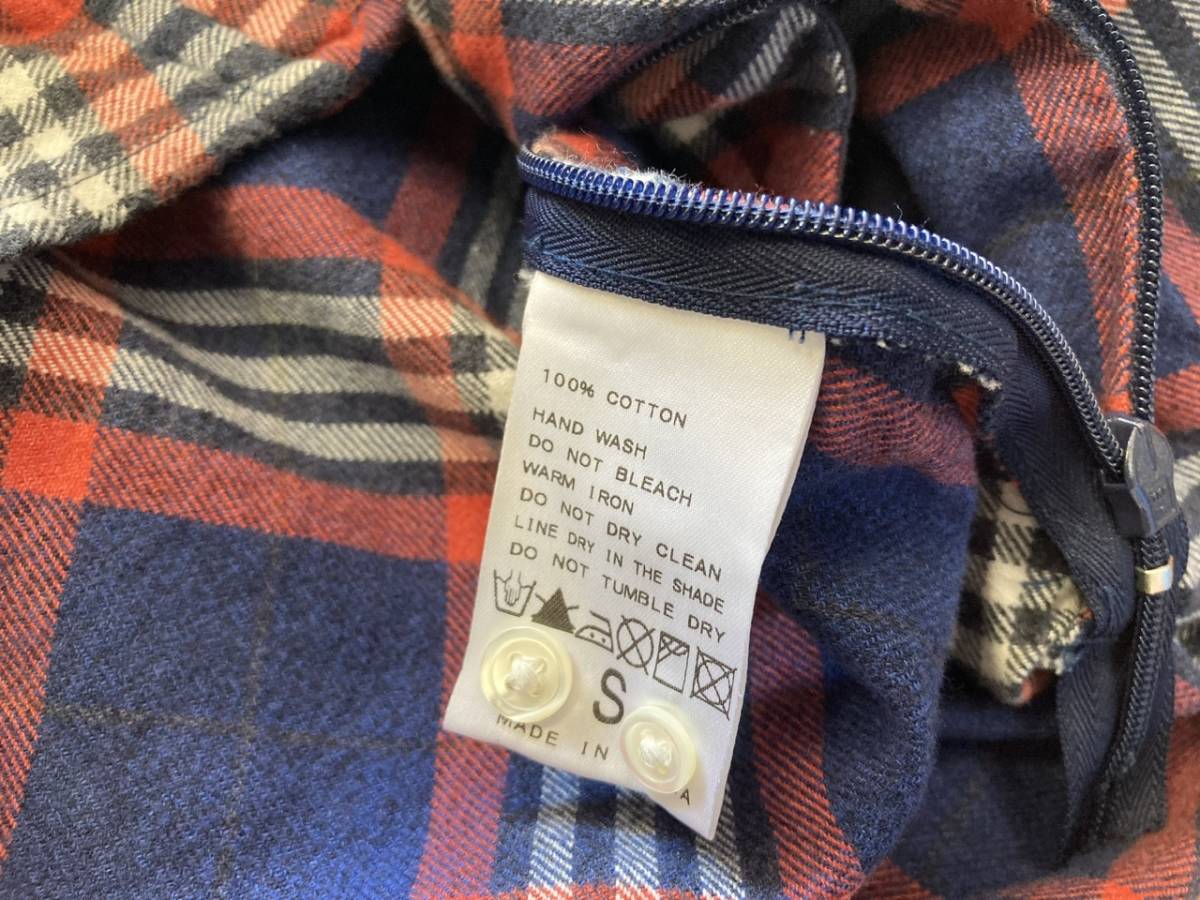 100% COTTON
HAND WASH
DO NOT BLEACH
WARM IRON
DO NOT DRY CLEAN
LINE DRY IN THE SHADE
DO NOT TUMBLE DRY
S
MADE IN